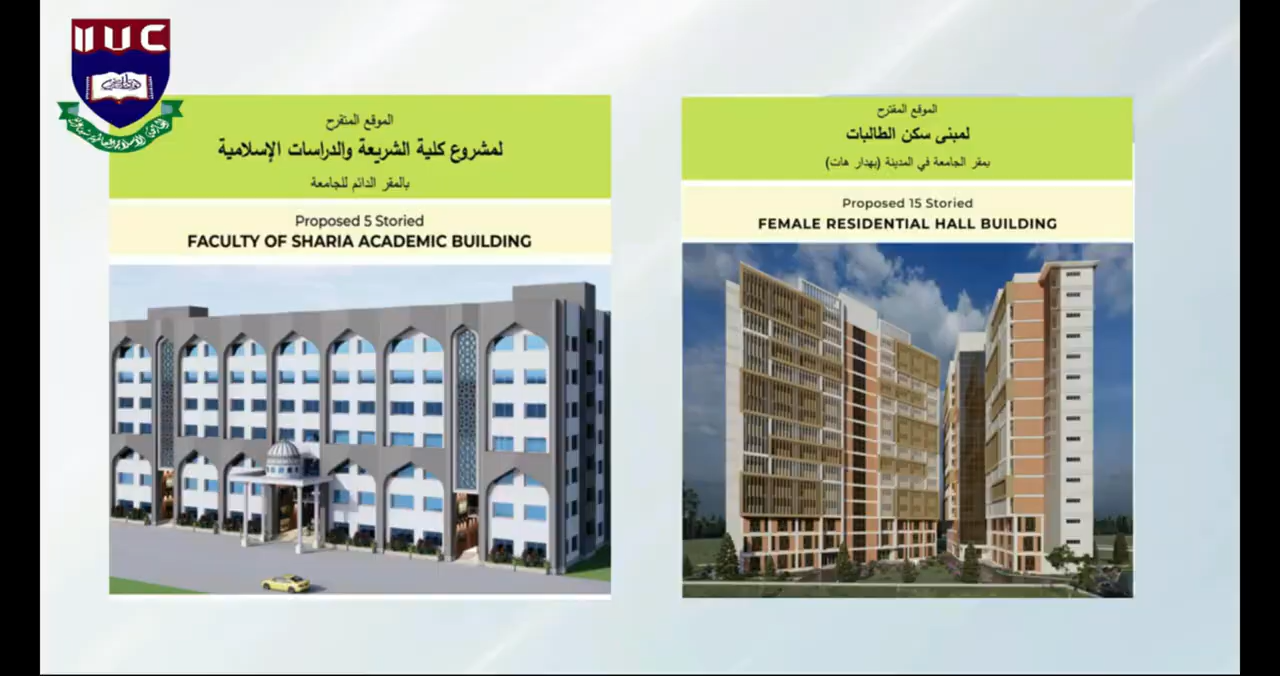 IIUC
الموقع المتقرح
لمشروع كلية الشريعة والدراسات الإسلامية
بالمقر الدائم للجامعة
Proposed 5 Storied
FACULTY OF SHARIA ACADEMIC BUILDING
الموقع المقترح
لمبنى سكن الطالبات
بمقر الجامعة في المدينة (بهدار هات)
Proposed 15 Storied
FEMALE RESIDENTIAL HALL BUILDING